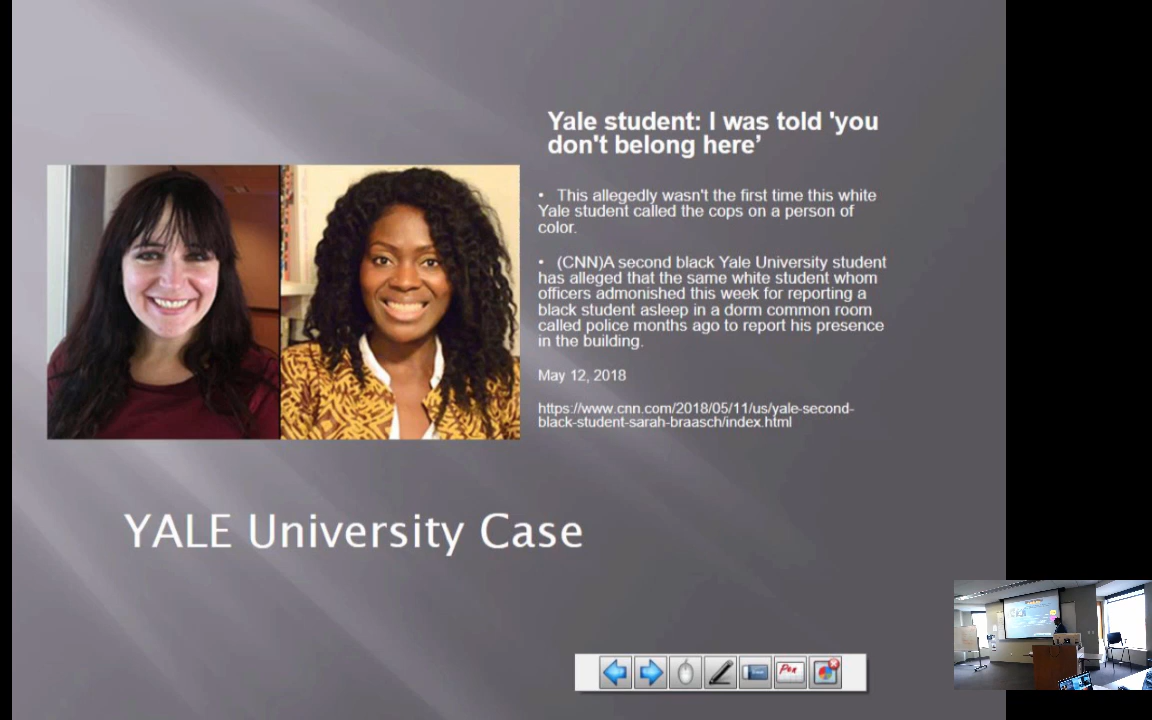 Yale student: I was told 'you
don't belong here’
• This allegedly wasn't the first time this white
Yale student called the cops on a person of
color.
• (CNN)A second black Yale University student
has alleged that the same white student whom
officers admonished this week for reporting a
black student asleep in a dorm common room
called police months ago to report his presence
in the building.
May 12, 2018
https://www.cnn.com/2018/05/11/us/yale-second-
black-student-sarah-braasch/index.html
YALE University Case
Pen